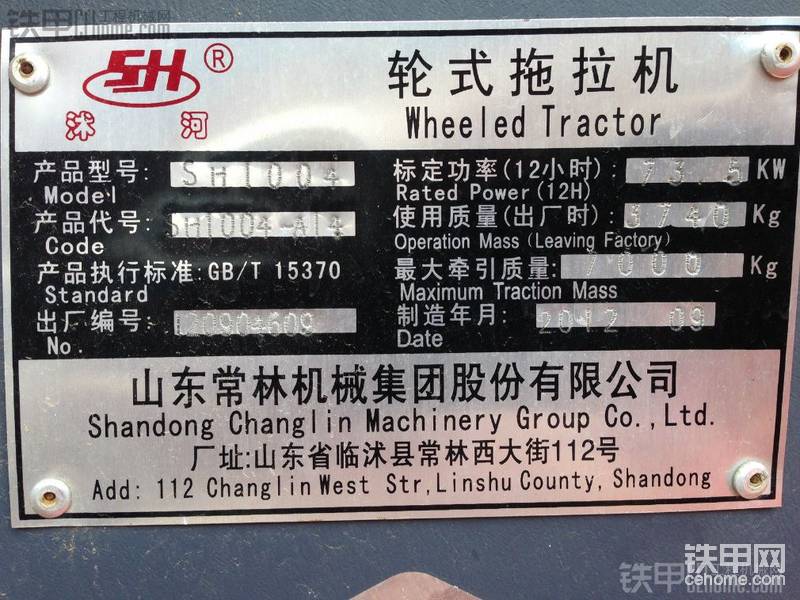 铁甲 工程机械网
SH®
沭 河
轮式拖拉机
Wheeled Tractor
产品型号: SH1004
Model
产品代号: SH1004-A14
Code
产品执行标准:GB/T 15370
Standard
出厂编号: 120904609
No.
标定功率(12小时): 73.5 KW
Rated Power (12H)
使用质量(出厂时): 3740 Kg
Operation Mass (Leaving Factory)
最大牵引质量: 7000 Kg
Maximum Traction Mass
制造年月: 2012 09
Date
山东常林机械集团股份有限公司
Shandong Changlin Machinery Group Co.,Ltd.
厂址:山东省临沭县常林西大街112号
Add: 112 Changlin West Str,Linshu County, Shandong
铁甲网
cehome.com